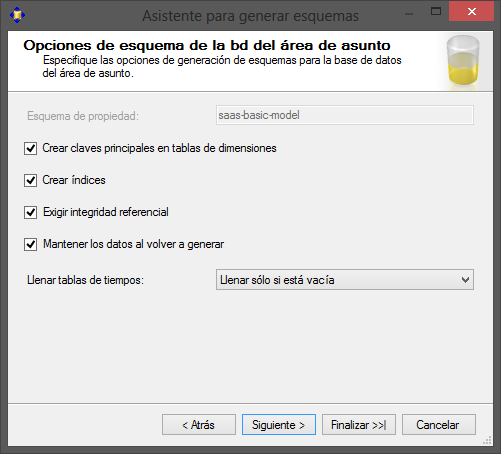 Asistente para generar esquemas
Opciones de esquema de la bd del área de asunto
Especifique las opciones de generación de esquemas para la base de datos
del área de asunto.
Esquema de propiedad: saas-basic-model
Crear claves principales en tablas de dimensiones
Crear índices
Exigir integridad referencial
Mantener los datos al volver a generar
Llenar tablas de tiempos: Llenar sólo si está vacía
< Atrás Siguiente > Finalizar >>| Cancelar